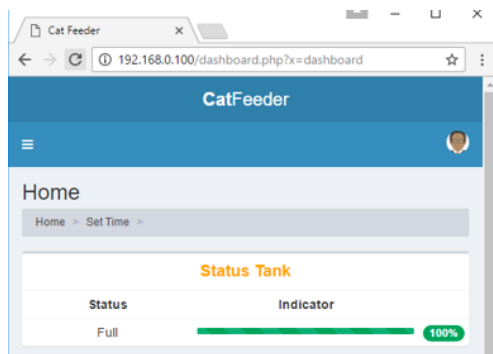 Cat Feeder
192.168.0.100/dashboard.php?x=dashboard
CatFeeder
Home
Home > Set Time >
Status Tank
Status Indicator
Full 100%